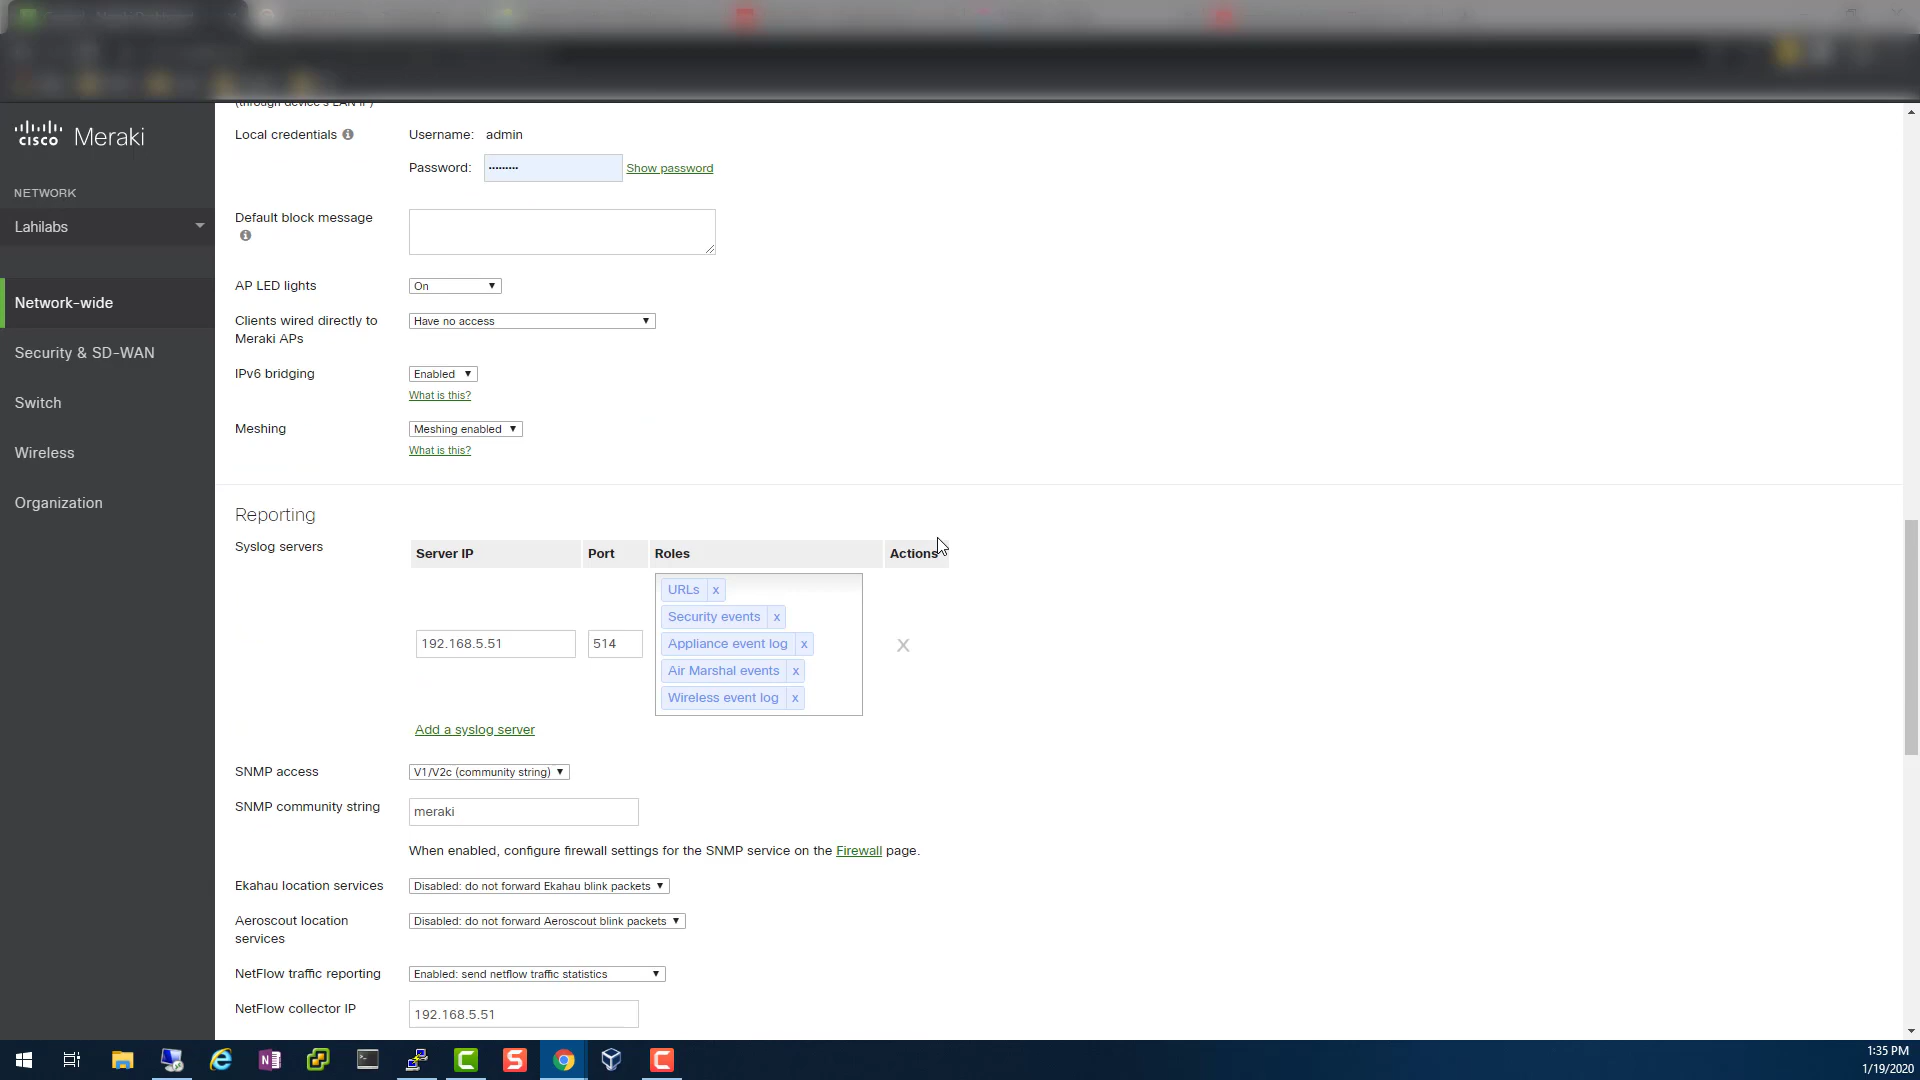 (through device's LAN IP)
cisco Meraki
NETWORK
Lahilabs
Network-wide
Security & SD-WAN
Switch
Wireless
Organization
Local credentials
Username: admin
Password: ········· Show password
Default block message
AP LED lights
On
Clients wired directly to
Meraki APs
Have no access
IPv6 bridging
Enabled
What is this?
Meshing
Meshing enabled
What is this?
Reporting
Syslog servers
Server IP Port Roles Actions
192.168.5.51 514
URLs x
Security events x
Appliance event log x
Air Marshal events x
Wireless event log x
X
Add a syslog server
SNMP access
V1/V2c (community string)
SNMP community string
meraki
When enabled, configure firewall settings for the SNMP service on the Firewall page.
Ekahau location services
Disabled: do not forward Ekahau blink packets
Aeroscout location
services
Disabled: do not forward Aeroscout blink packets
NetFlow traffic reporting
Enabled: send netflow traffic statistics
NetFlow collector IP
192.168.5.51
1:35 PM
1/19/2020